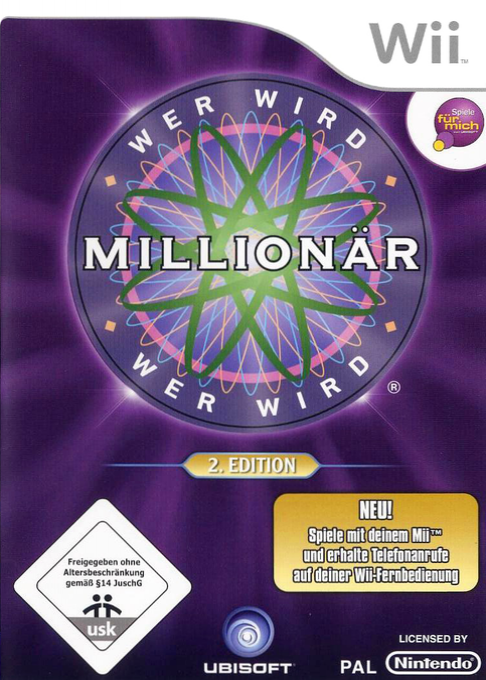 Wii™
Spiele
für
mich
WER WIRD
MILLIONÄR
WER WIRD
®
2. EDITION
NEU!
Spiele mit deinem Mii™
und erhalte Telefonanrufe
auf deiner Wii-Fernbedienung
Freigegeben ohne
Altersbeschränkung
gemäß §14 JuSchG
usk
UBISOFT
LICENSED BY
PAL Nintendo